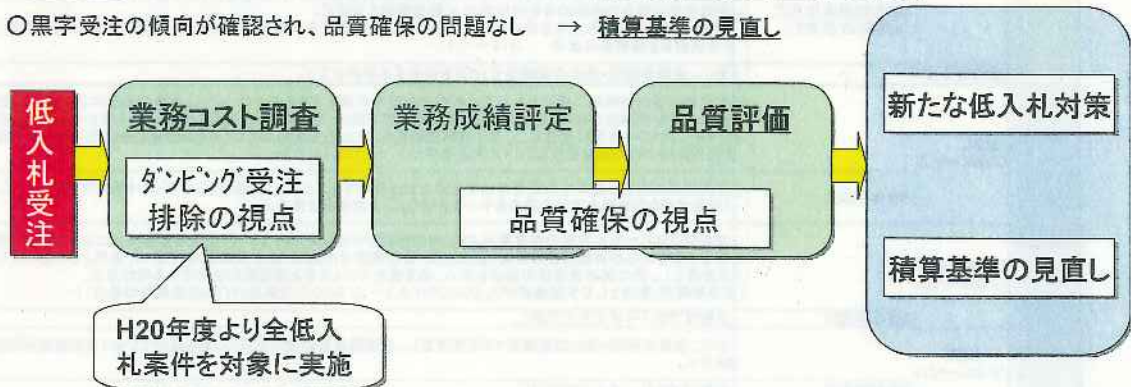 ○黒字受注の傾向が確認され、品質確保の問題なし　→　積算基準の見直し
低入札受注
業務コスト調査
ダンピング受注
排除の視点
業務成績評定
品質評価
品質確保の視点
新たな低入札対策
積算基準の見直し
H20年度より全低入
札案件を対象に実施